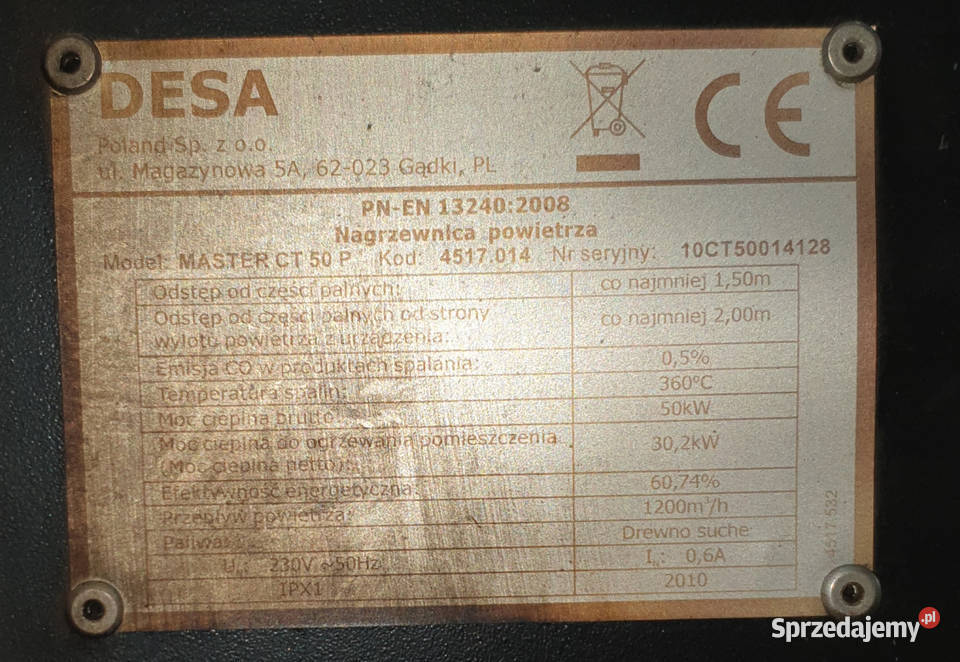 DESA
Poland Sp. z o.o.
ul. Magazynowa 5A, 62-023 Gądki, PL
CE
PN-EN 13240:2008
Nagrzewnica powietrza
Model: MASTER CT 50 P Kod: 4517.014 Nr seryjny: 10CT50014128
Odstęp od części palnych: co najmniej 1,50m
Odstęp od części palnych od strony
wylotu powietrza z urządzenia: co najmniej 2,00m
Emisja CO w produktach spalania: 0,5%
Temperatura spalin: 360°C
Moc cieplna brutto: 50kW
Moc cieplna do ogrzewania pomieszczenia
(Moc cieplna netto): 30,2kW
Efektywność energetyczna: 60,74%
Przepływ powietrza: 1200m³/h
Paliwo: Drewno suche
U_N: 230V ~50Hz I_N: 0,6A
IPX1 2010
4517.532
Sprzedajemy.pl